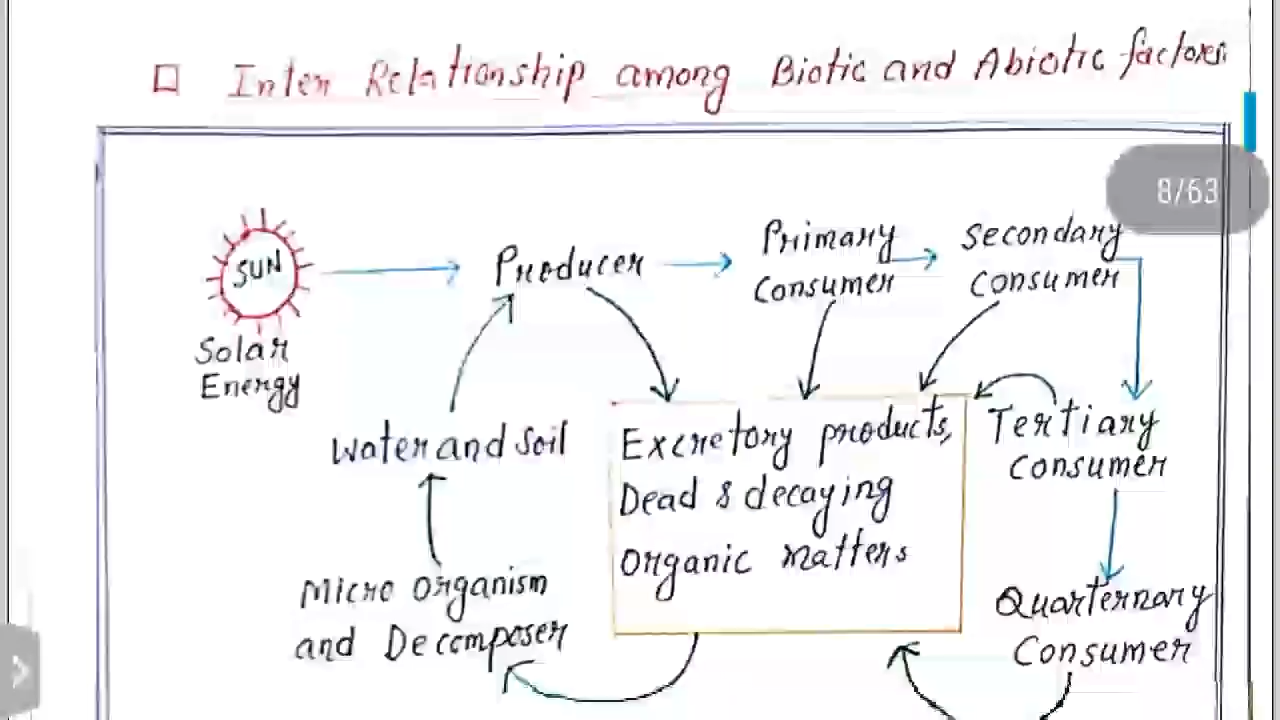 Inter Relationship among Biotic and Abiotic factors
8/63
SUN
Solar
Energy
Producer
Primary
Consumer
Secondary
Consumer
Water and Soil
Excretory products,
Dead & decaying
Organic matters
Tertiary
Consumer
Micro organism
and Decomposer
Quarternary
Consumer